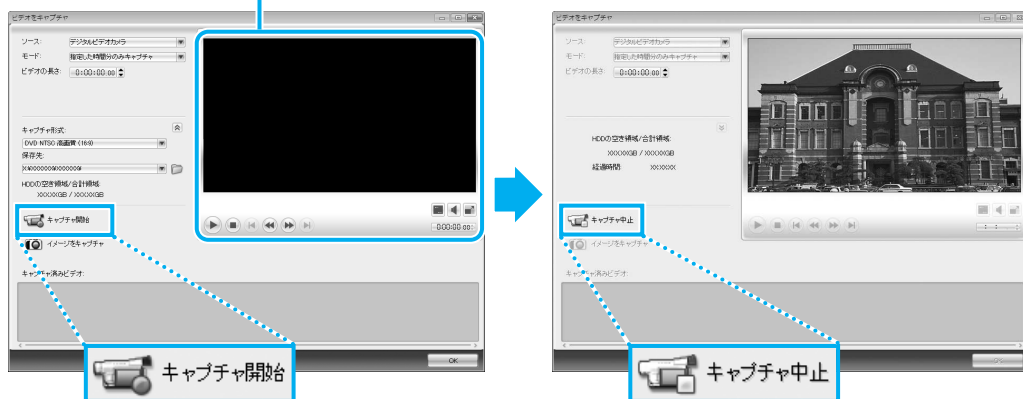 ビデオをキャプチャ
ソース: デジタルビデオカメラ
モード: 指定した時間分のみキャプチャ
ビデオの長さ: 0:00:00.00
キャプチャ形式:
DVD NTSC 高画質 (16:9)
保存先:
HDDの空き領域/合計領域:
XXXXXXGB / XXXXXXGB
キャプチャ開始
イメージをキャプチャ
キャプチャ済みビデオ:
0:00:00.00
OK
キャプチャ開始
ビデオをキャプチャ
ソース: デジタルビデオカメラ
モード: 指定した時間分のみキャプチャ
ビデオの長さ: 0:00:00.00
HDDの空き領域/合計領域:
XXXXXXGB / XXXXXXGB
経過時間: XX:XX:XX
キャプチャ中止
イメージをキャプチャ
キャプチャ済みビデオ:
OK
キャプチャ中止